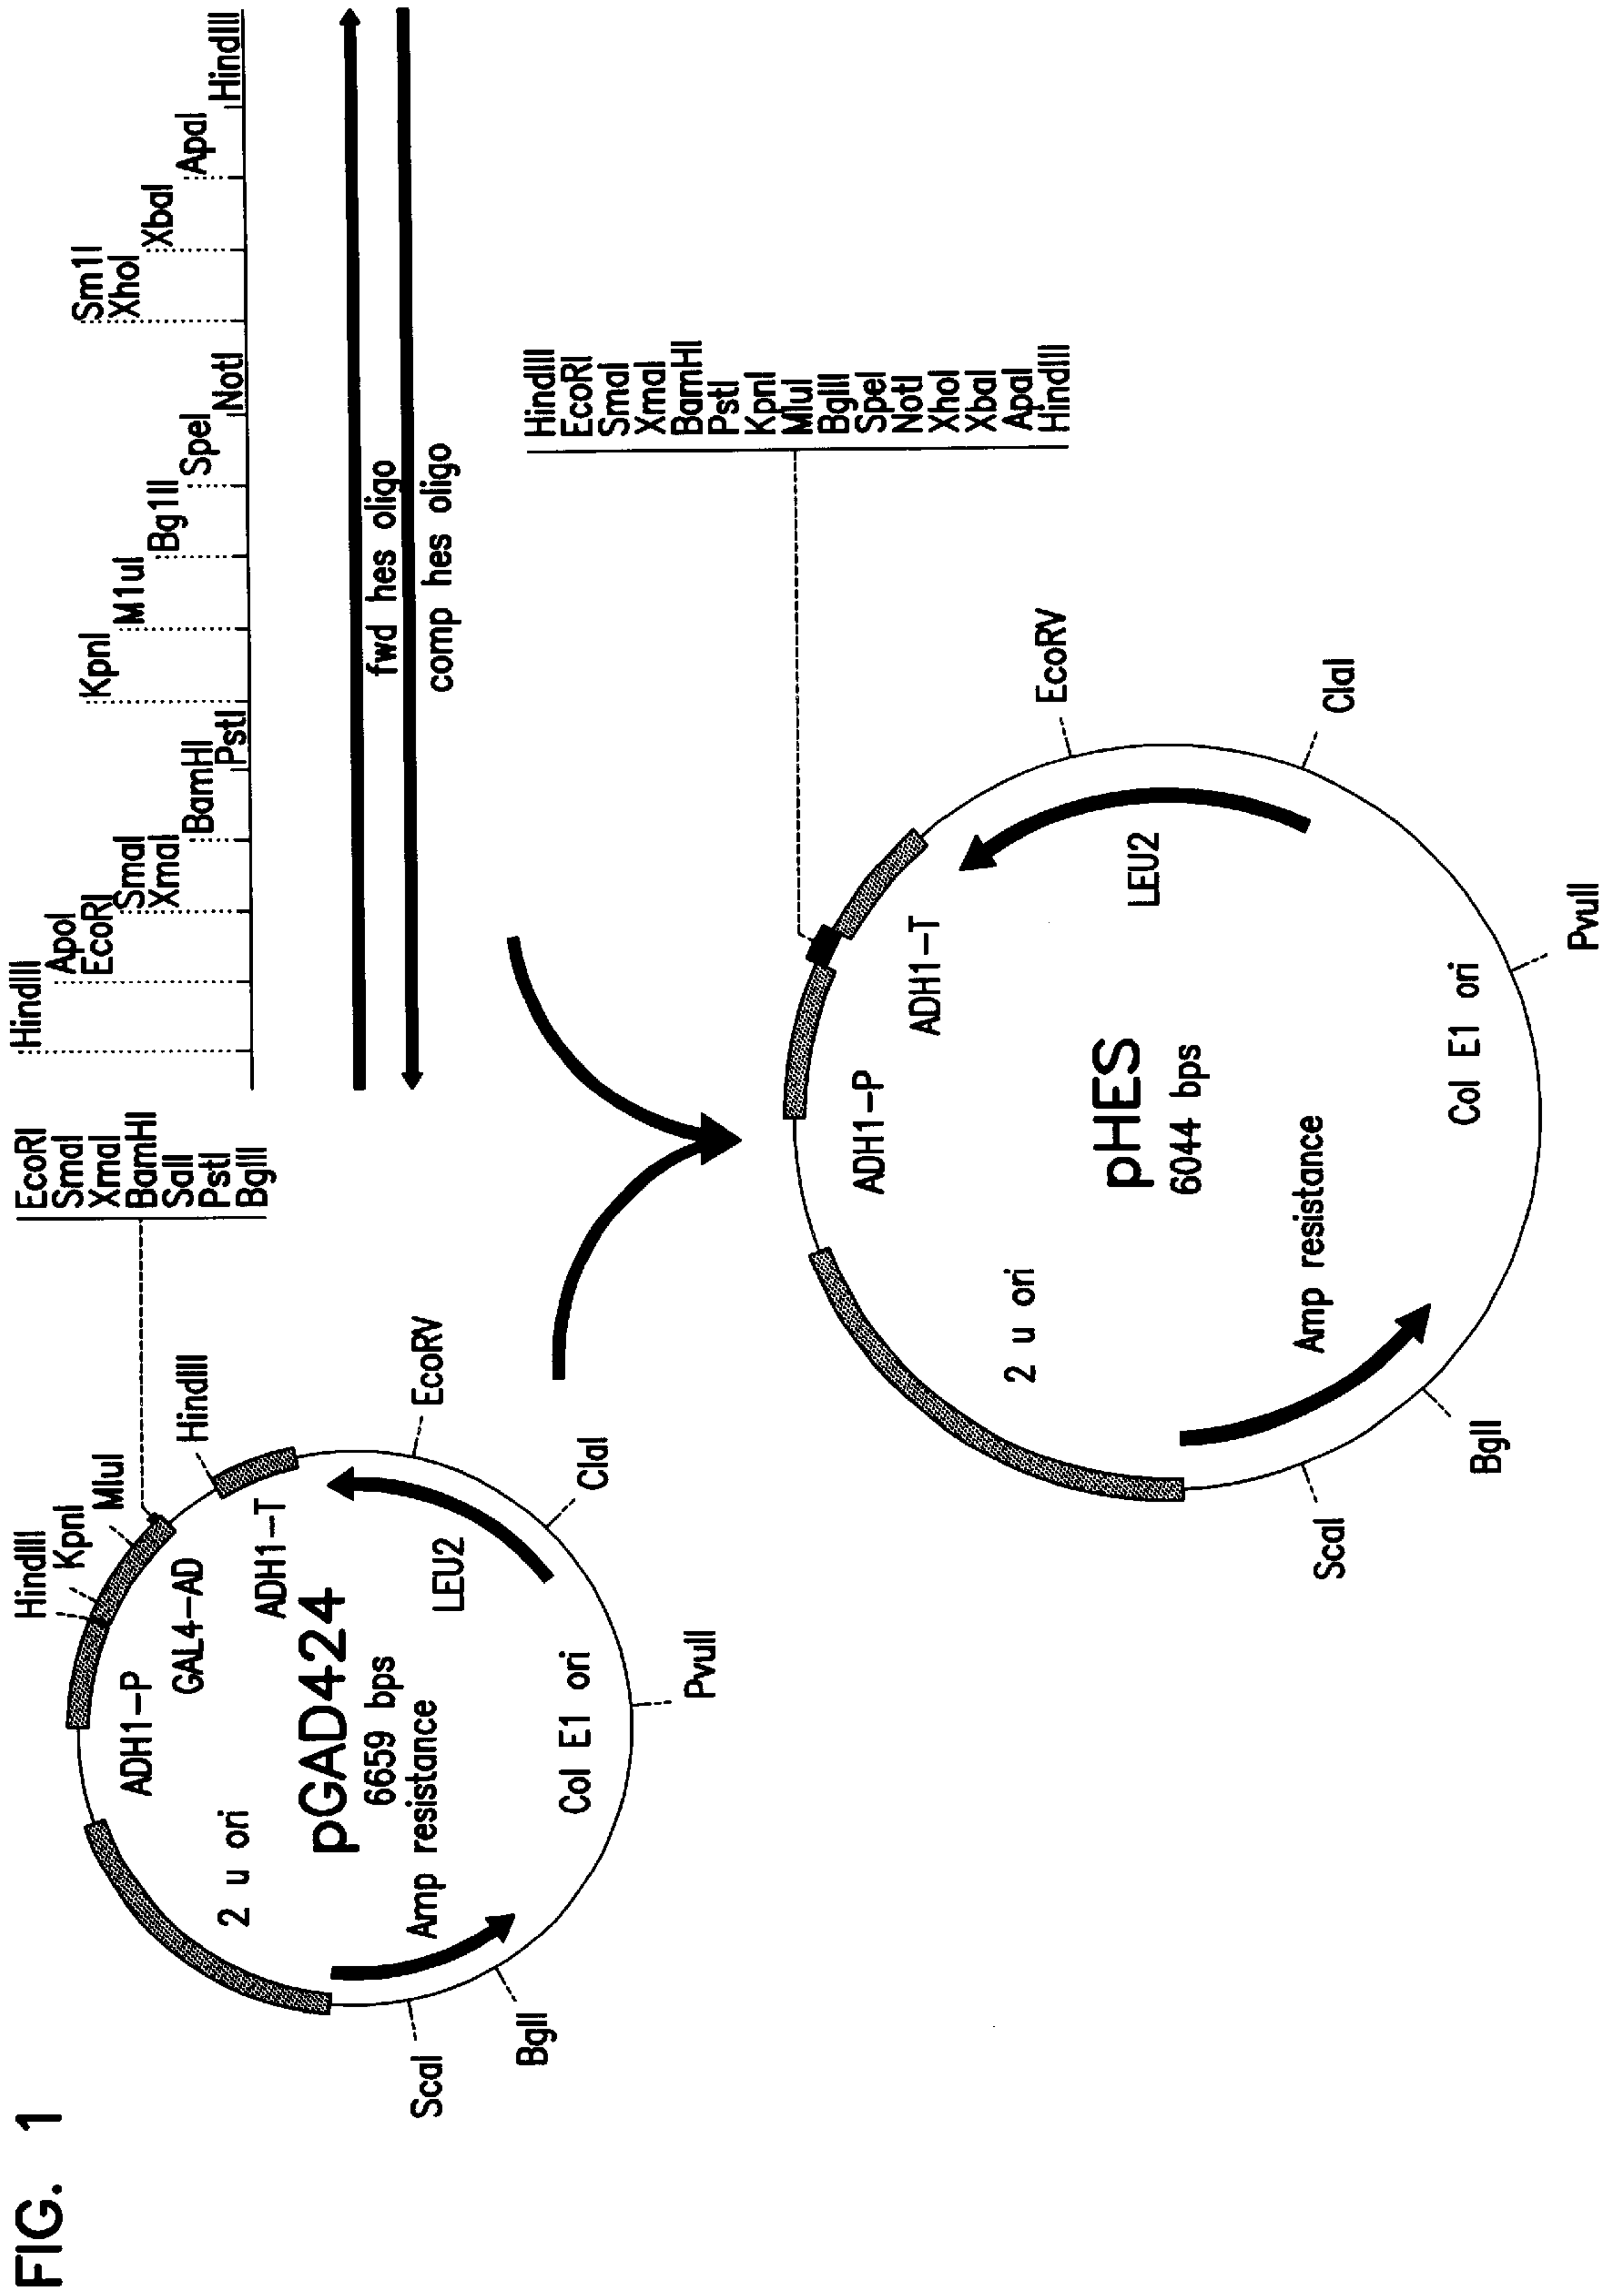 FIG. 1
HindIII
KpnI
MluI
HindIII
EcoRI
SmaI
XmaI
BamHI
SalI
PstI
BglII
ADH1-P
GAL4-AD
ADH1-T
2 u ori
pGAD424
6659 bps
Amp resistance
LEU2
Col E1 ori
EcoRV
ClaI
PvuII
BglI
ScaI
HindIII
ApoI
EcoRI
SmaI
XmaI
BamHI
PstI
KpnI
M1uI
Bg1II
SpeI
NotI
Sm1I
XhoI
XbaI
ApaI
HindIII
fwd hes oligo
comp hes oligo
HindIII
EcoRI
SmaI
XmaI
BamHI
PstI
KpnI
MluI
BglII
SpeI
NotI
XhoI
XbaI
ApaI
HindIII
ADH1-P
ADH1-T
2 u ori
pHES
6044 bps
LEU2
Amp resistance
Col E1 ori
EcoRV
ClaI
PvuII
BglI
ScaI